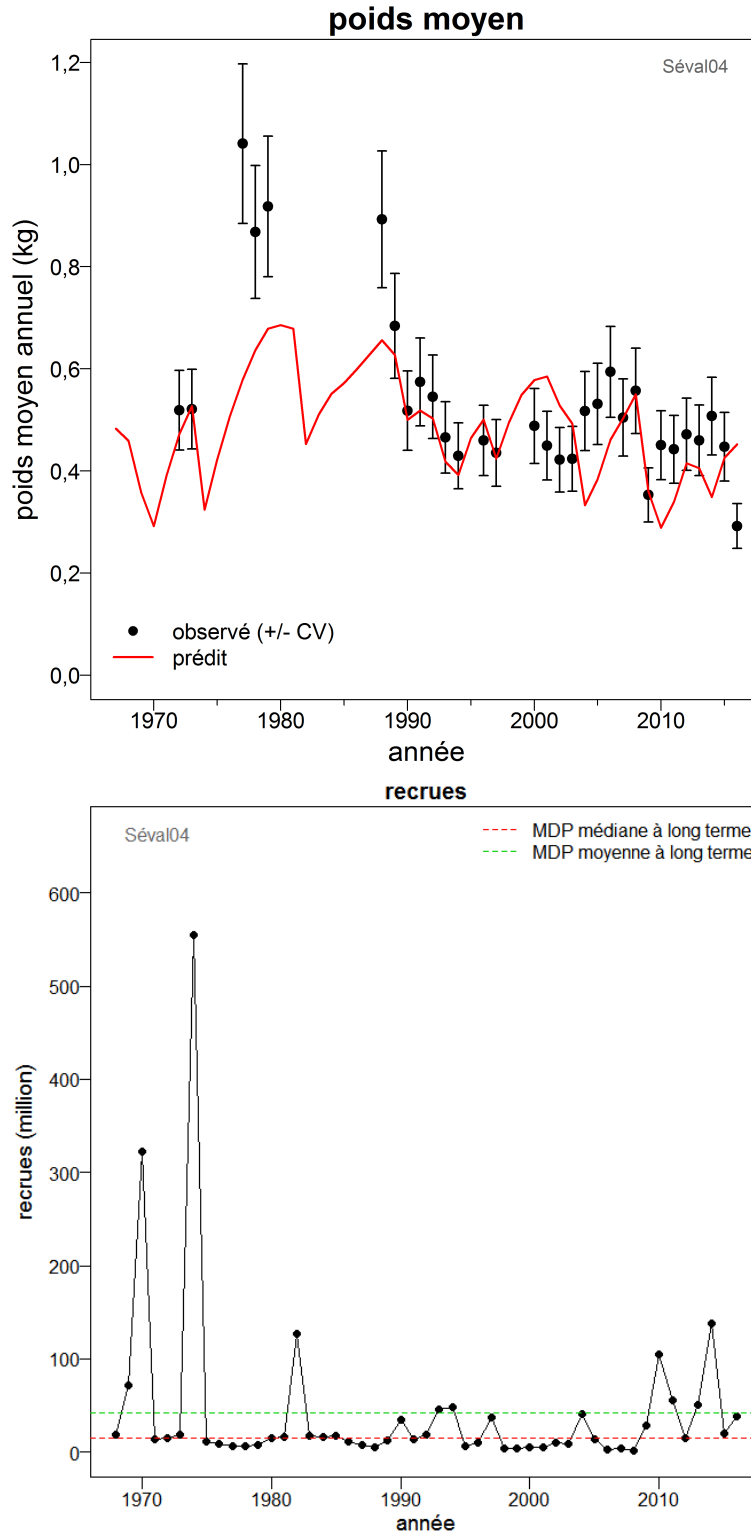 poids moyen
Séval04
1,2
1,0
0,8
0,6
0,4
0,2
0,0
poids moyen annuel (kg)
observé (+/- CV)
prédit
1970 1980 1990 2000 2010
année
recrues
Séval04
MDP médiane à long terme
MDP moyenne à long terme
600
500
400
300
200
100
0
recrues (million)
1970 1980 1990 2000 2010
année